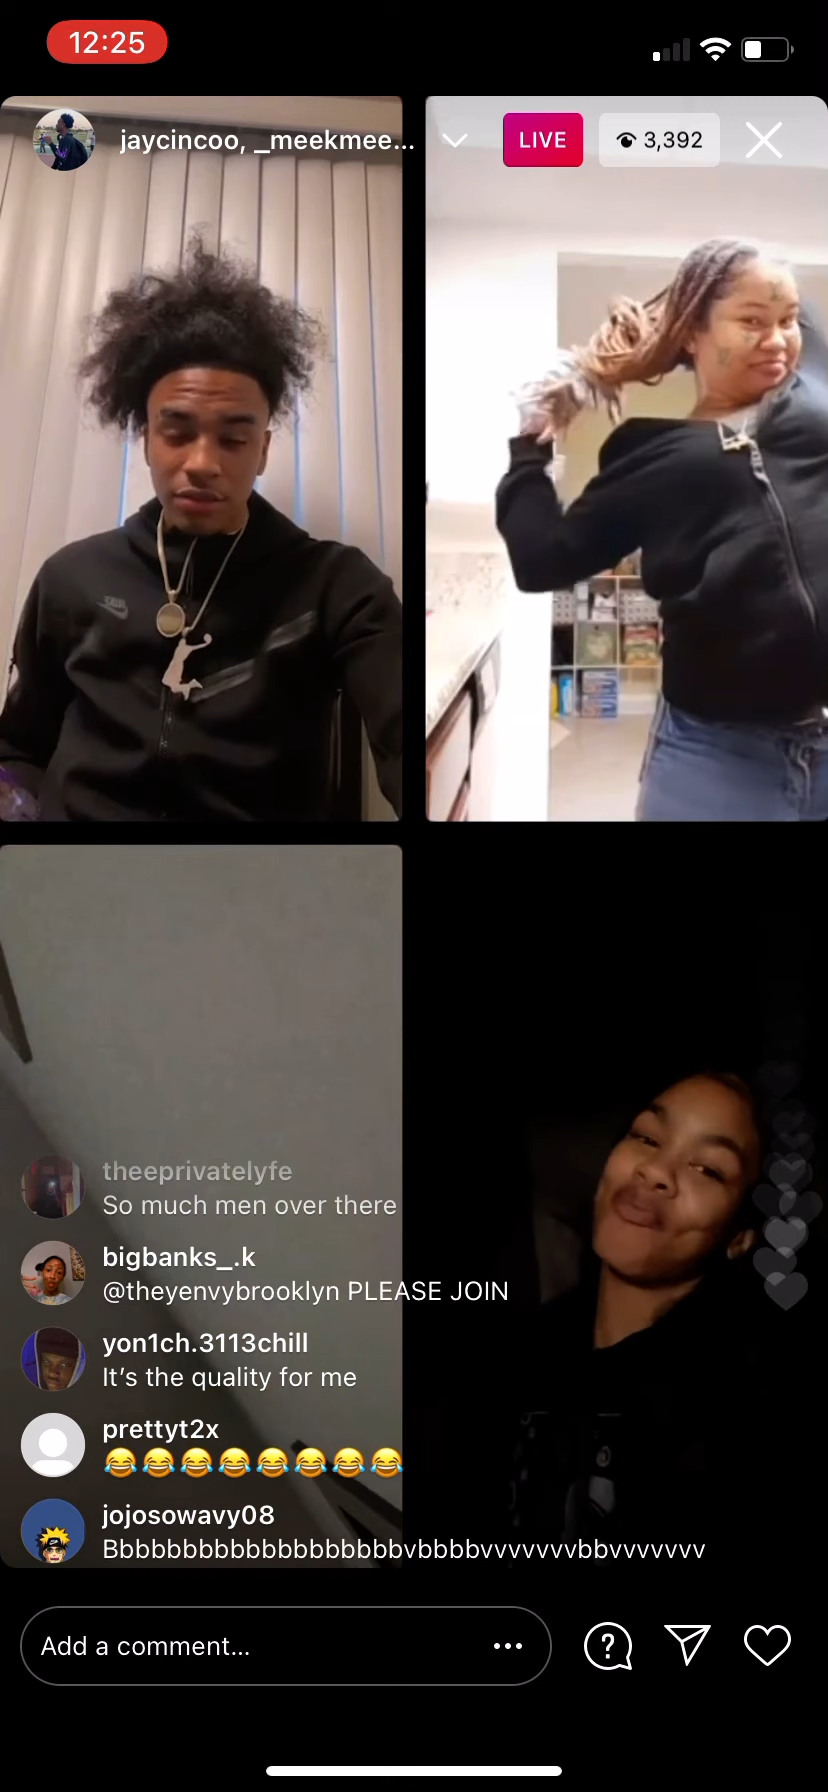 12:25
jaycincoo, _meekmee...
LIVE
3,392
theeprivatelyfe
So much men over there
bigbanks_.k
@theyenvybrooklyn PLEASE JOIN
yon1ch.3113chill
It's the quality for me
prettyt2x
😂😂😂😂😂😂😂😂
jojosowavy08
Bbbbbbbbbbbbbbbbbbbvbbbbvvvvvvvbbvvvvvvv
Add a comment...